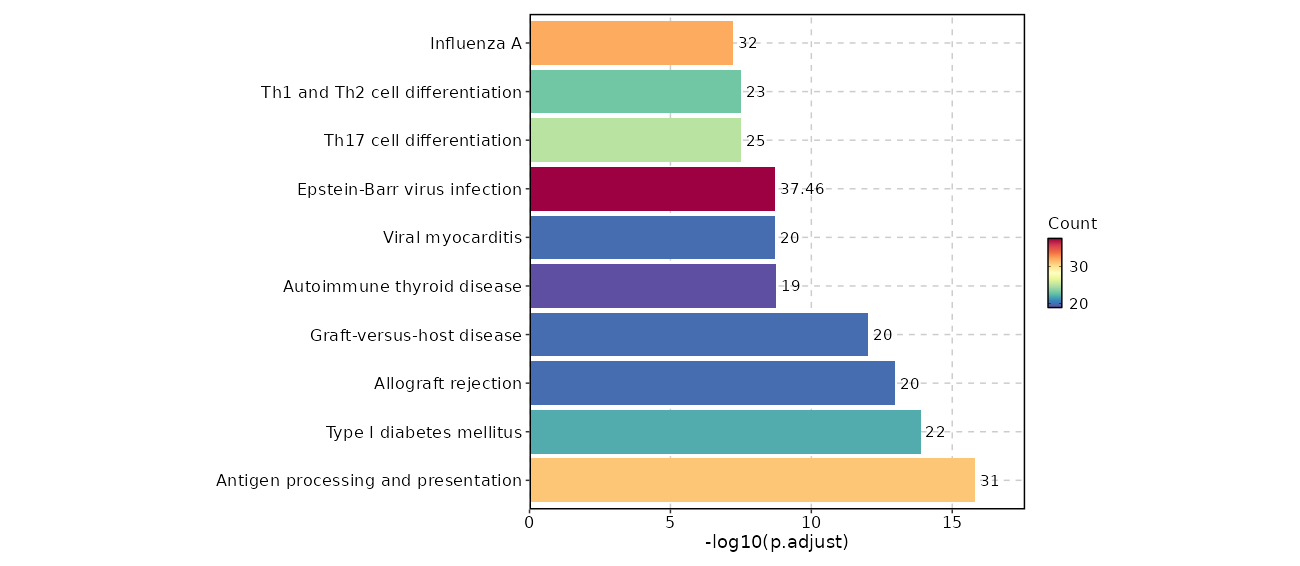 Influenza A 32
Th1 and Th2 cell differentiation 23
Th17 cell differentiation 25
Epstein-Barr virus infection 37.46
Viral myocarditis 20
Autoimmune thyroid disease 19
Graft-versus-host disease 20
Allograft rejection 20
Type I diabetes mellitus 22
Antigen processing and presentation 31
0 5 10 15
-log10(p.adjust)
Count
30
20